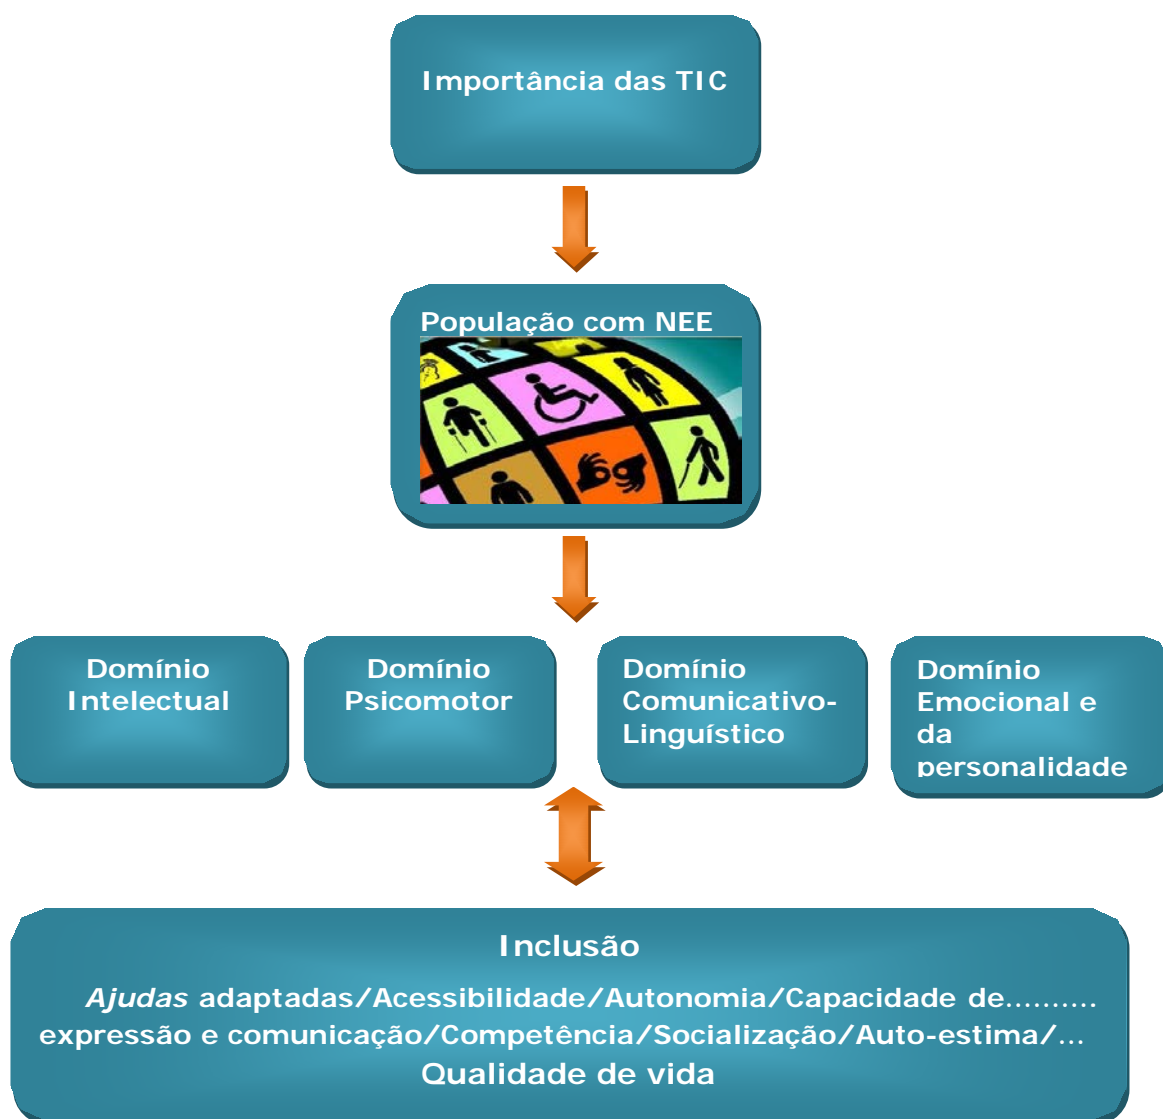 Importância das TIC
População com NEE
Domínio
Intelectual
Domínio
Psicomotor
Domínio
Comunicativo-
Linguístico
Domínio
Emocional e
da
personalidade
Inclusão
Ajudas adaptadas/Acessibilidade/Autonomia/Capacidade de..........
expressão e comunicação/Competência/Socialização/Auto-estima/...
Qualidade de vida